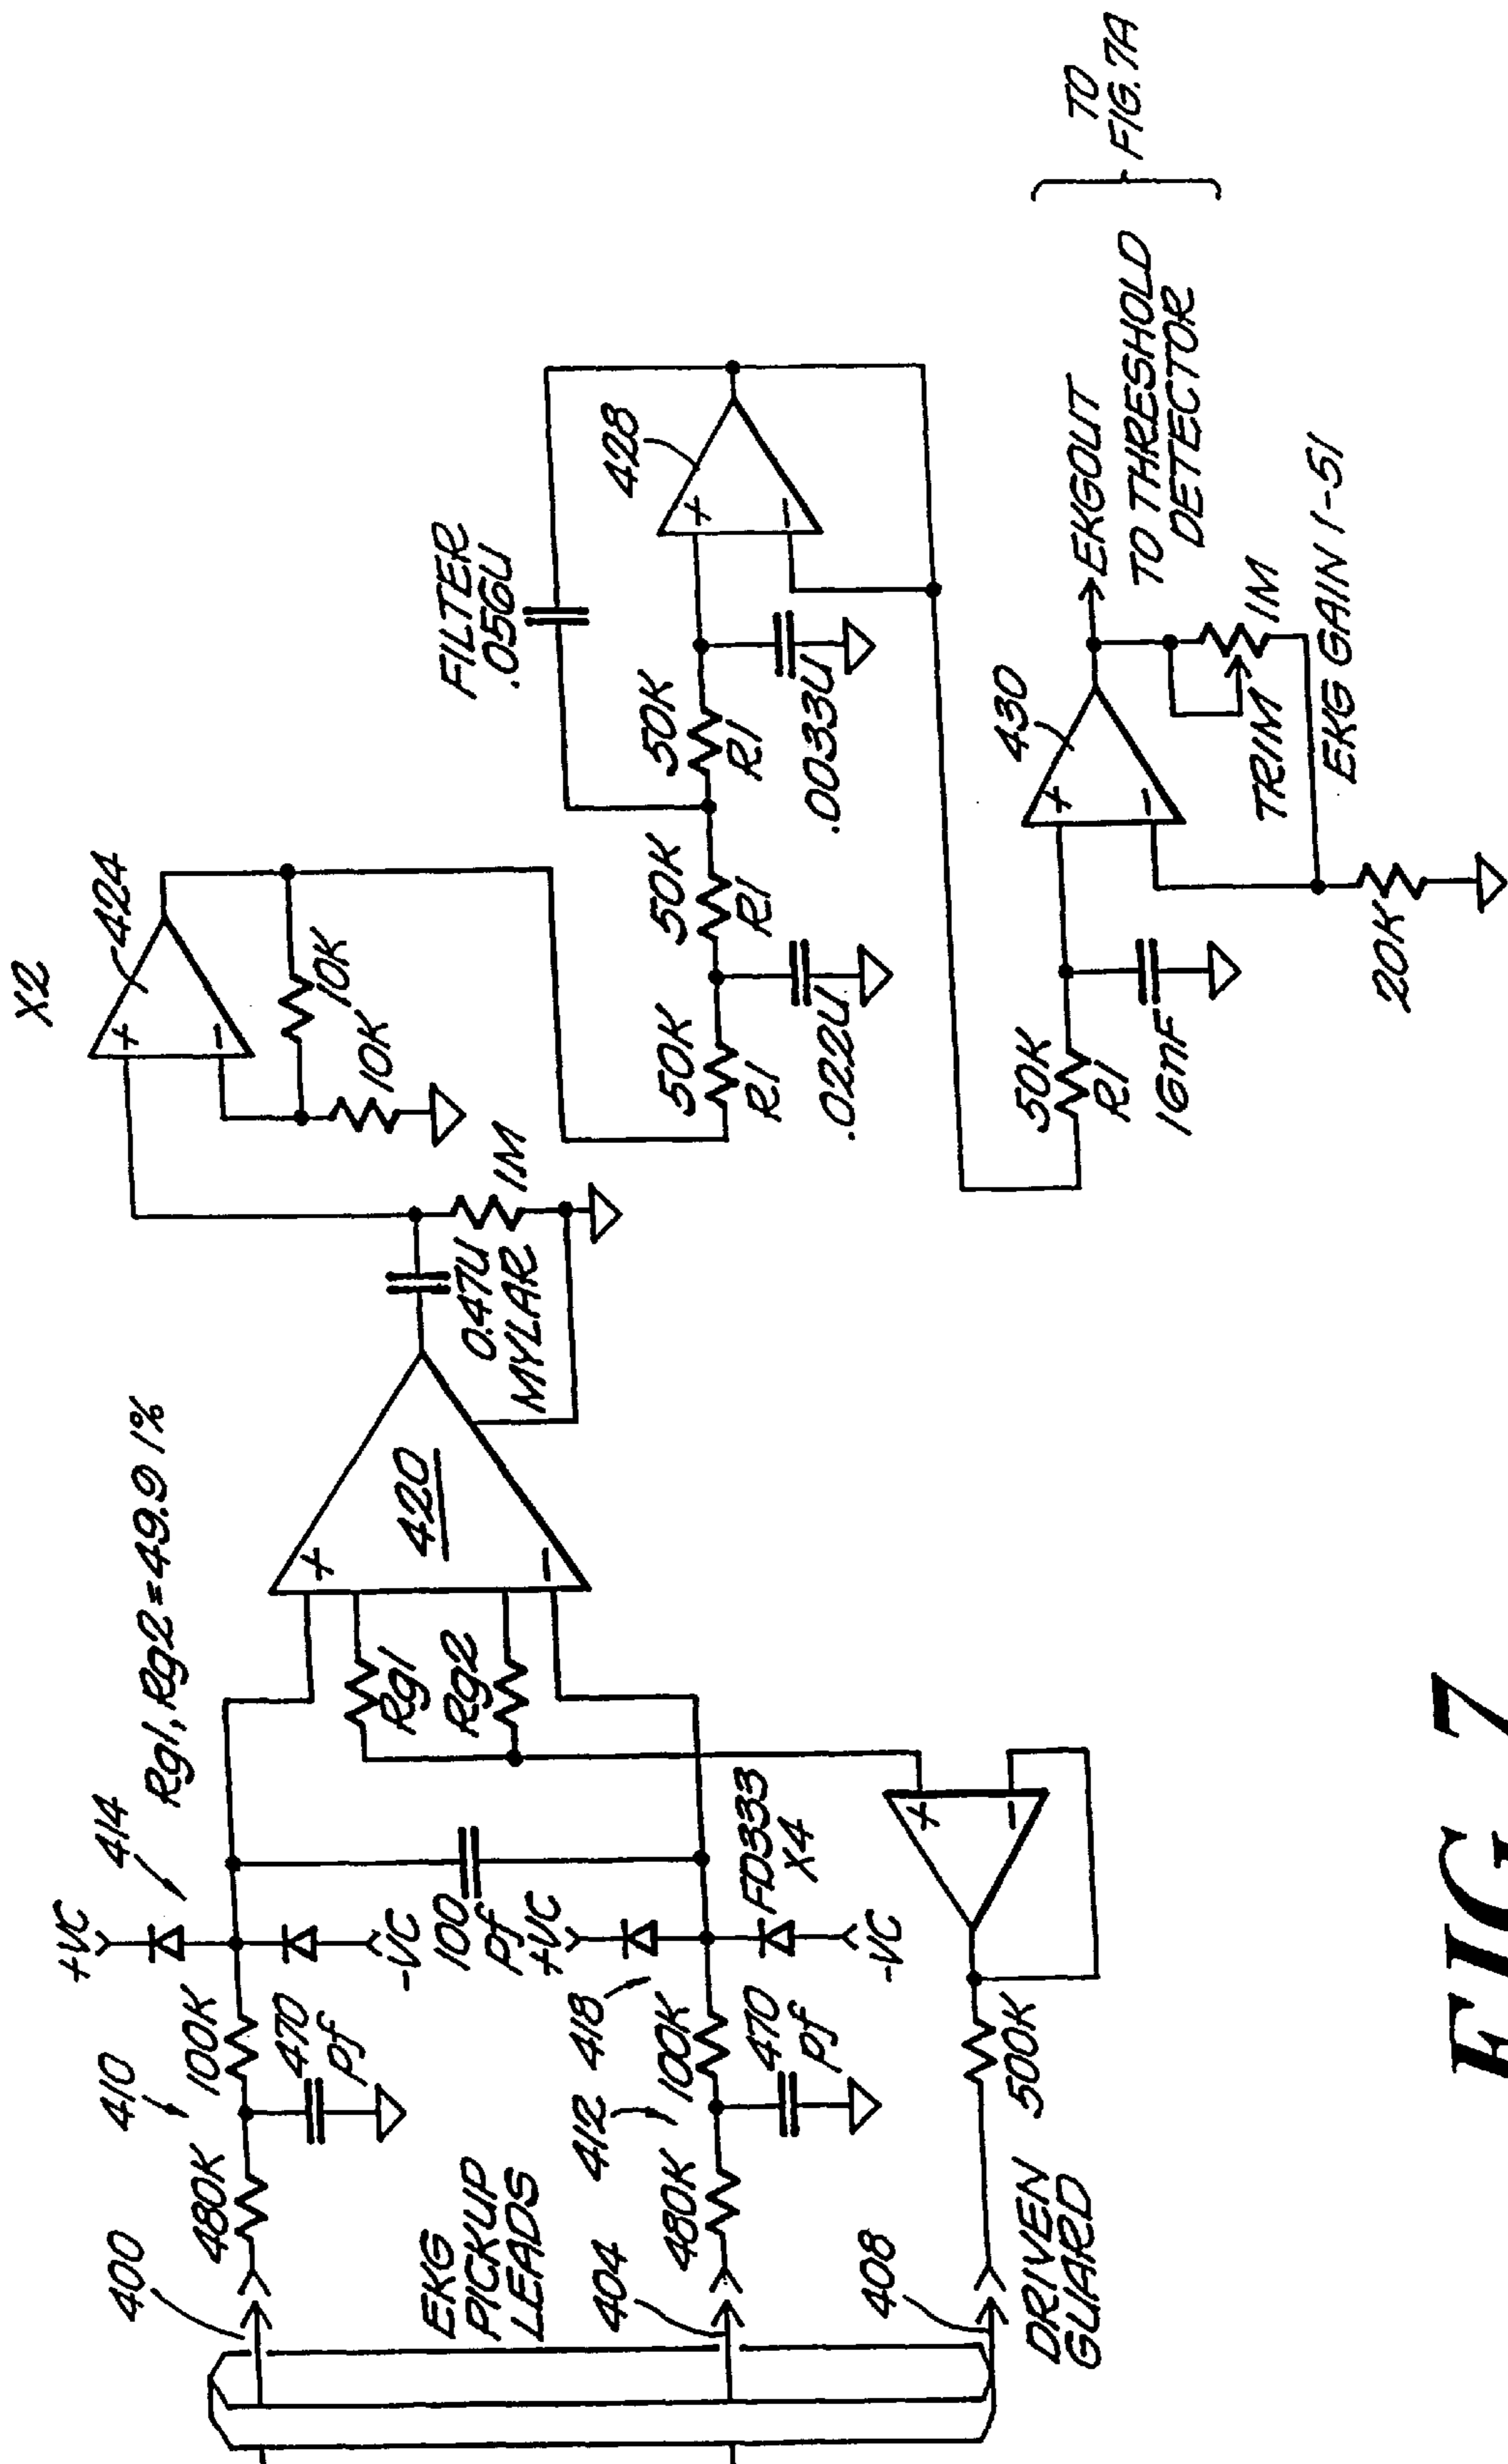 X2
424
+
−
10K
10K
Rg1, Rg2 = 49.9 1%
414
+VC
-VC
410
480K
100K
470
pf
400
EKG
PICKUP
LEADS
100
pf
+VC
FD333
X4
-VC
412
418
480K
100K
470
pf
404
408
DRIVEN
GUARD
500K
+
−
Rg1
Rg2
+
420
−
0.47U
MYLAR
1M
FILTER
.056U
428
+
−
50K
R1
50K
R1
50K
R1
.022U
.0033U
50K
R1
16nF
430
+
−
EKGOUT
TO THRESHOLD
DETECTOR
TRIM
1M
EKG GAIN 1-51
20K
TO
FIG. 7A
FIG. 7